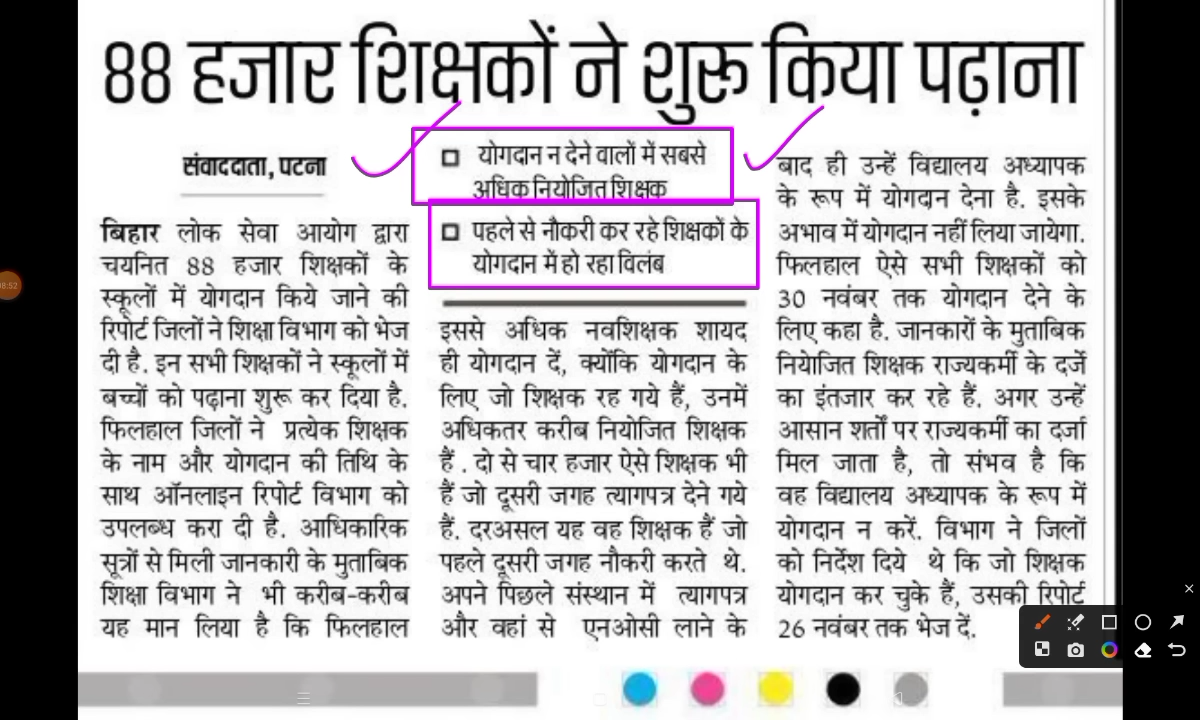 88 हजार शिक्षकों ने शुरू किया पढ़ाना
संवाददाता, पटना
बिहार लोक सेवा आयोग द्वारा
चयनित 88 हजार शिक्षकों के
स्कूलों में योगदान किये जाने की
रिपोर्ट जिलों ने शिक्षा विभाग को भेज
दी है. इन सभी शिक्षकों ने स्कूलों में
बच्चों को पढ़ाना शुरू कर दिया है.
फिलहाल जिलों ने प्रत्येक शिक्षक
के नाम और योगदान की तिथि के
साथ ऑनलाइन रिपोर्ट विभाग को
उपलब्ध करा दी है. आधिकारिक
सूत्रों से मिली जानकारी के मुताबिक
शिक्षा विभाग ने भी करीब-करीब
यह मान लिया है कि फिलहाल
योगदान न देने वालों में सबसे
अधिक नियोजित शिक्षक
पहले से नौकरी कर रहे शिक्षकों के
योगदान में हो रहा विलंब
इससे अधिक नवशिक्षक शायद
ही योगदान दें, क्योंकि योगदान के
लिए जो शिक्षक रह गये हैं, उनमें
अधिकतर करीब नियोजित शिक्षक
हैं . दो से चार हजार ऐसे शिक्षक भी
हैं जो दूसरी जगह त्यागपत्र देने गये
हैं. दरअसल यह वह शिक्षक हैं जो
पहले दूसरी जगह नौकरी करते थे.
अपने पिछले संस्थान में त्यागपत्र
और वहां से एनओसी लाने के
बाद ही उन्हें विद्यालय अध्यापक
के रूप में योगदान देना है. इसके
अभाव में योगदान नहीं लिया जायेगा.
फिलहाल ऐसे सभी शिक्षकों को
30 नवंबर तक योगदान देने के
लिए कहा है. जानकारों के मुताबिक
नियोजित शिक्षक राज्यकर्मी के दर्जे
का इंतजार कर रहे हैं. अगर उन्हें
आसान शर्तों पर राज्यकर्मी का दर्जा
मिल जाता है, तो संभव है कि
वह विद्यालय अध्यापक के रूप में
योगदान न करें. विभाग ने जिलों
को निर्देश दिये थे कि जो शिक्षक
योगदान कर चुके हैं, उसकी रिपोर्ट
26 नवंबर तक भेज दें.